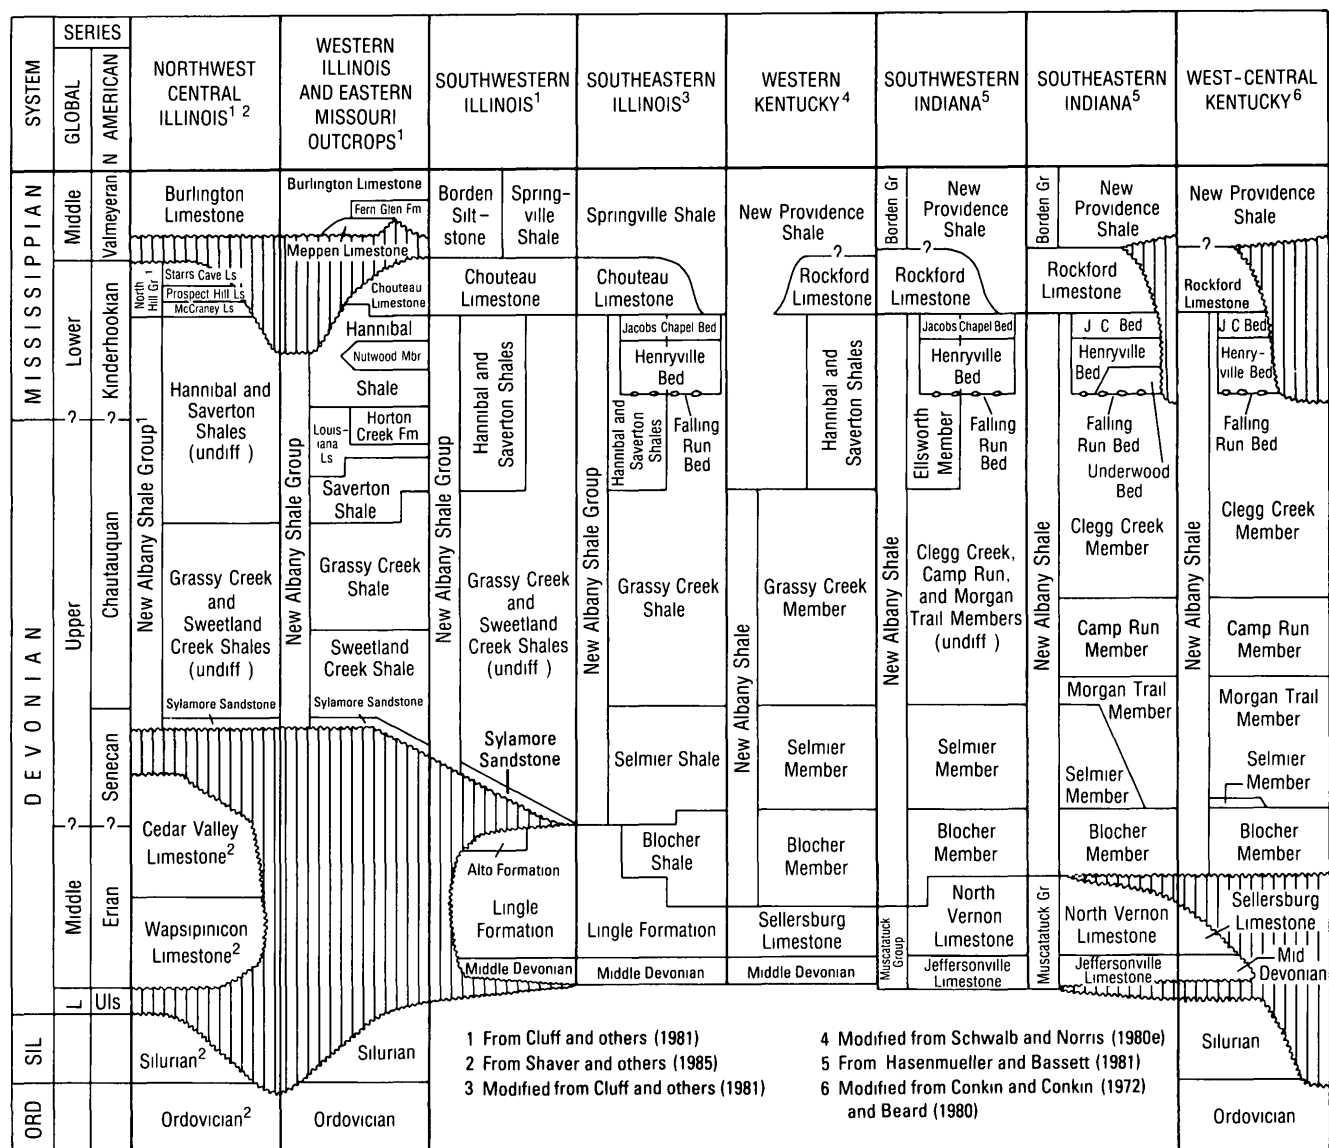 SYSTEM
SERIES
GLOBAL
N AMERICAN
NORTHWEST
CENTRAL
ILLINOIS1 2
WESTERN
ILLINOIS
AND EASTERN
MISSOURI
OUTCROPS1
SOUTHWESTERN
ILLINOIS1
SOUTHEASTERN
ILLINOIS3
WESTERN
KENTUCKY4
SOUTHWESTERN
INDIANA5
SOUTHEASTERN
INDIANA5
WEST-CENTRAL
KENTUCKY6
MISSISSIPPIAN
DEVONIAN
SIL
ORD
Middle
Lower
?
Upper
?
Middle
L
Valmeyeran
Kinderhookan
?
Chautauquan
Senecan
?
Erian
Uls
Burlington
Limestone
North
Hill Gr1
Starrs Cave Ls
Prospect Hill Ls
McCraney Ls
New Albany Shale Group1
Hannibal and
Saverton
Shales
(undiff )
Grassy Creek
and
Sweetland
Creek Shales
(undiff )
Sylamore Sandstone
Cedar Valley
Limestone2
Wapsipinicon
Limestone2
Silurian2
Ordovician2
Burlington Limestone
Fern Glen Fm
Meppen Limestone
Chouteau
Limestone
Hannibal
Nutwood Mbr
Shale
Louis-
iana
Ls
Horton
Creek Fm
Saverton
Shale
New Albany Shale Group
Grassy Creek
Shale
Sweetland
Creek Shale
Sylamore Sandstone
Silurian
Ordovician
Borden
Silt-
stone
Spring-
ville
Shale
Chouteau
Limestone
New Albany Shale Group
Hannibal and
Saverton Shales
Grassy Creek
and
Sweetland
Creek Shales
(undiff )
Sylamore
Sandstone
Alto Formation
Lingle
Formation
Middle Devonian
Springville Shale
Chouteau
Limestone
Jacobs Chapel Bed
Henryville
Bed
Hannibal and
Saverton
Shales
Falling
Run
Bed
New Albany Shale Group
Grassy Creek
Shale
Selmier Shale
Blocher
Shale
Lingle Formation
Middle Devonian
New Providence
Shale
?
Rockford
Limestone
Hannibal and
Saverton Shales
New Albany Shale
Grassy Creek
Member
Selmier
Member
Blocher
Member
Sellersburg
Limestone
Middle Devonian
Borden Gr
New
Providence
Shale
?
Rockford
Limestone
Jacobs Chapel Bed
Henryville
Bed
Ellsworth
Member
Falling
Run
Bed
New Albany Shale
Clegg Creek,
Camp Run,
and Morgan
Trail Members
(undiff )
Selmier
Member
Blocher
Member
Muscatatuck
Group
North
Vernon
Limestone
Jeffersonville
Limestone
Borden Gr
New
Providence
Shale
Rockford
Limestone
J C Bed
Henryville
Bed
Falling
Run Bed
Underwood
Bed
New Albany Shale
Clegg Creek
Member
Camp Run
Member
Morgan Trail
Member
Selmier
Member
Blocher
Member
Muscatatuck Gr
North Vernon
Limestone
Jeffersonville
Limestone
New Providence
Shale
?
Rockford
Limestone
J C Bed
Henry-
ville Bed
Falling
Run Bed
New Albany Shale
Clegg Creek
Member
Camp Run
Member
Morgan Trail
Member
Selmier
Member
Blocher
Member
Sellersburg
Limestone
Mid
Devonian
Silurian
Ordovician
1 From Cluff and others (1981)
2 From Shaver and others (1985)
3 Modified from Cluff and others (1981)
4 Modified from Schwalb and Norris (1980e)
5 From Hasenmueller and Bassett (1981)
6 Modified from Conkin and Conkin (1972)
and Beard (1980)